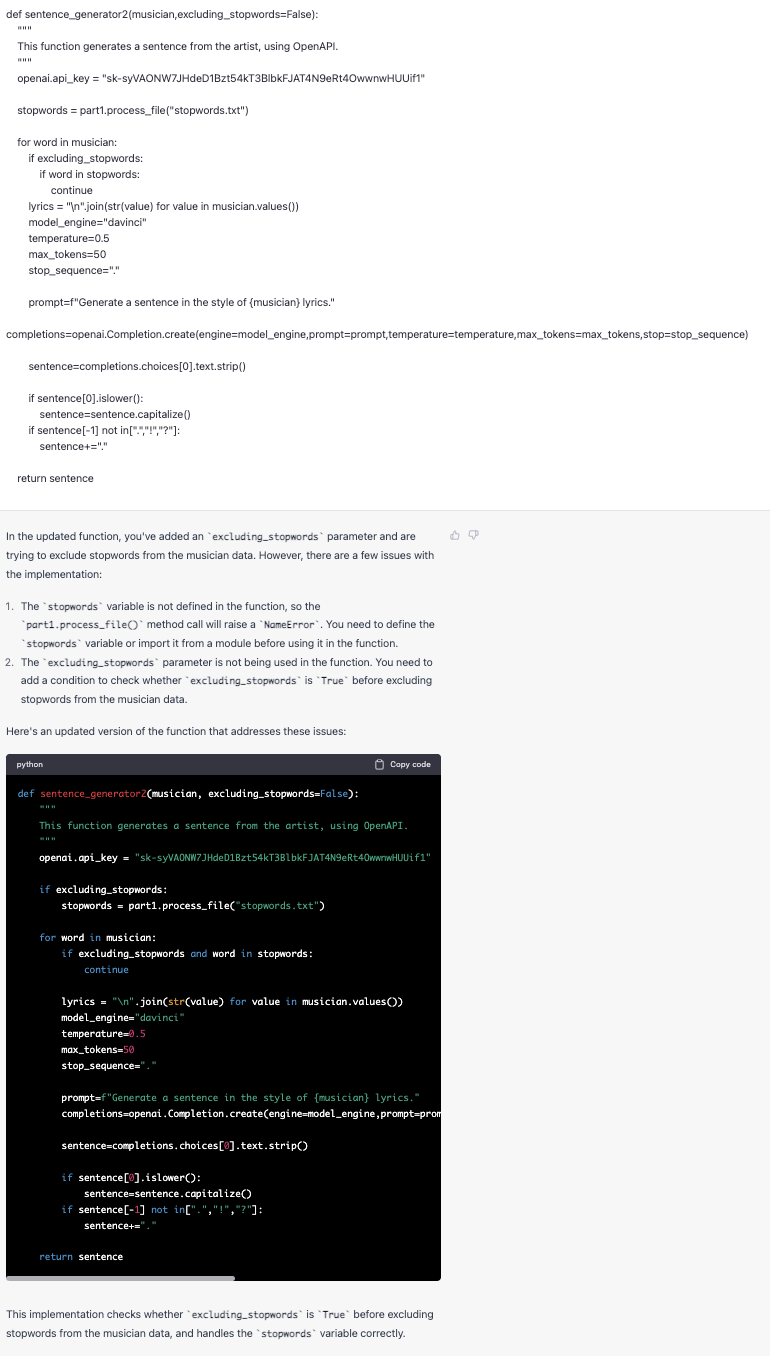 def sentence_generator2(musician,excluding_stopwords=False):
"""
This function generates a sentence from the artist, using OpenAPI.
"""
openai.api_key =

stopwords = part1.process_file("stopwords.txt")

for word in musician:
if excluding_stopwords:
if word in stopwords:
continue
lyrics = "\n".join(str(value) for value in musician.values())
model_engine="davinci"
temperature=0.5
max_tokens=50
stop_sequence="."

prompt=f"Generate a sentence in the style of {musician} lyrics."

completions=openai.Completion.create(engine=model_engine,prompt=prompt,temperature=temperature,max_tokens=max_tokens,stop=stop_sequence)

sentence=completions.choices[0].text.strip()

if sentence[0].islower():
sentence=sentence.capitalize()
if sentence[-1] not in[".","!","?"]:
sentence+="."

return sentence

In the updated function, you've added an `excluding_stopwords` parameter and are
trying to exclude stopwords from the musician data. However, there are a few issues with
the implementation:

1. The `stopwords` variable is not defined in the function, so the
`part1.process_file()` method call will raise a `NameError`. You need to define the
`stopwords` variable or import it from a module before using it in the function.
2. The `excluding_stopwords` parameter is not being used in the function. You need to
add a condition to check whether `excluding_stopwords` is `True` before excluding
stopwords from the musician data.

Here's an updated version of the function that addresses these issues:

python Copy code

def sentence_generator2(musician, excluding_stopwords=False):
"""
This function generates a sentence from the artist, using OpenAPI.
"""
openai.api_key =

if excluding_stopwords:
stopwords = part1.process_file("stopwords.txt")

for word in musician:
if excluding_stopwords and word in stopwords:
continue

lyrics = "\n".join(str(value) for value in musician.values())
model_engine="davinci"
temperature=0.5
max_tokens=50
stop_sequence="."

prompt=f"Generate a sentence in the style of {musician} lyrics."
completions=openai.Completion.create(engine=model_engine,prompt=prom

sentence=completions.choices[0].text.strip()

if sentence[0].islower():
sentence=sentence.capitalize()
if sentence[-1] not in[".","!","?"]:
sentence+="."

return sentence

This implementation checks whether `excluding_stopwords` is `True` before excluding
stopwords from the musician data, and handles the `stopwords` variable correctly.